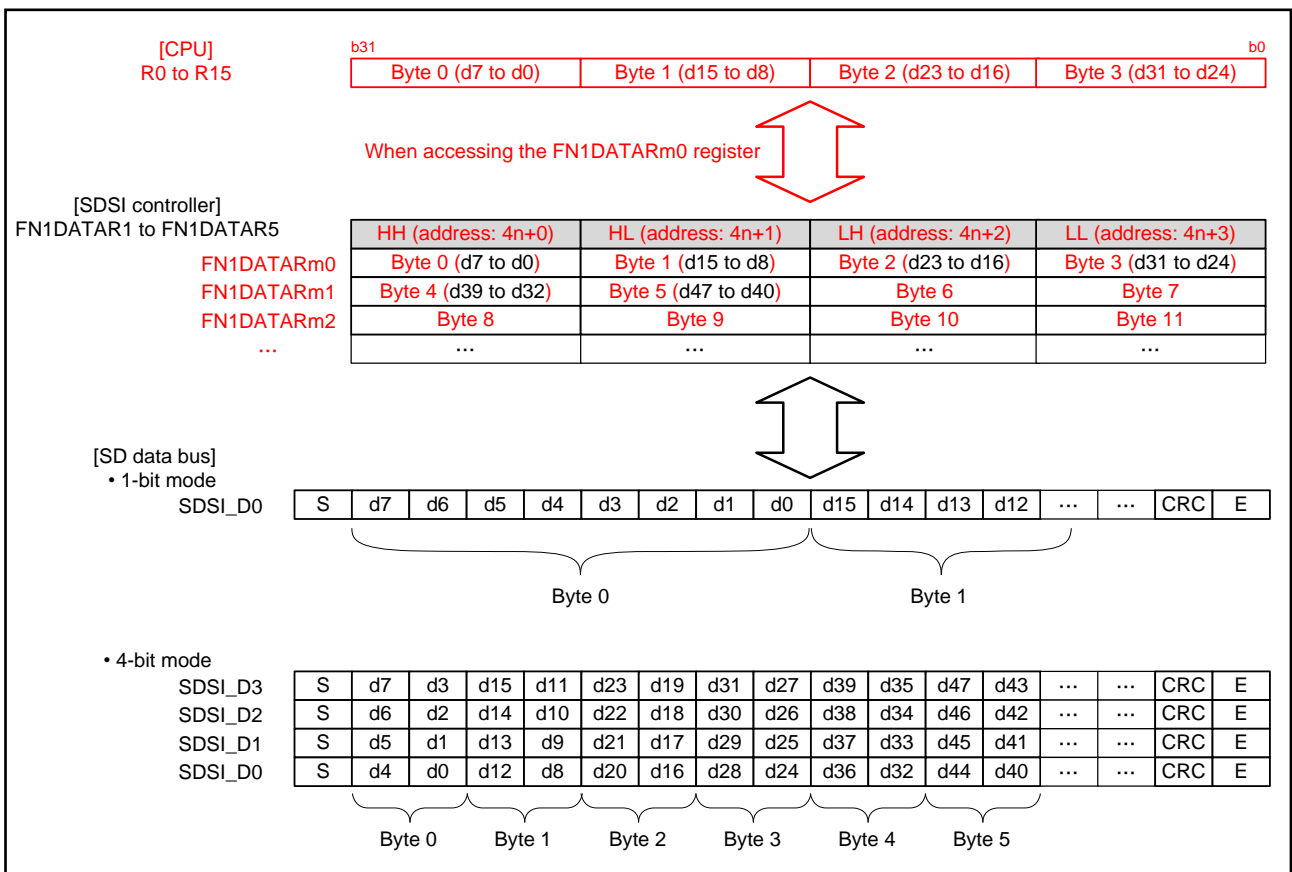 [CPU]
R0 to R15
b31 b0
Byte 0 (d7 to d0) Byte 1 (d15 to d8) Byte 2 (d23 to d16) Byte 3 (d31 to d24)
When accessing the FN1DATARm0 register
[SDSI controller]
FN1DATAR1 to FN1DATAR5
HH (address: 4n+0) HL (address: 4n+1) LH (address: 4n+2) LL (address: 4n+3)
FN1DATARm0 Byte 0 (d7 to d0) Byte 1 (d15 to d8) Byte 2 (d23 to d16) Byte 3 (d31 to d24)
FN1DATARm1 Byte 4 (d39 to d32) Byte 5 (d47 to d40) Byte 6 Byte 7
FN1DATARm2 Byte 8 Byte 9 Byte 10 Byte 11
… … … … …
[SD data bus]
• 1-bit mode
SDSI_D0 S d7 d6 d5 d4 d3 d2 d1 d0 d15 d14 d13 d12 … … CRC E
Byte 0 Byte 1
• 4-bit mode
SDSI_D3 S d7 d3 d15 d11 d23 d19 d31 d27 d39 d35 d47 d43 … … CRC E
SDSI_D2 S d6 d2 d14 d10 d22 d18 d30 d26 d38 d34 d46 d42 … … CRC E
SDSI_D1 S d5 d1 d13 d9 d21 d17 d29 d25 d37 d33 d45 d41 … … CRC E
SDSI_D0 S d4 d0 d12 d8 d20 d16 d28 d24 d36 d32 d44 d40 … … CRC E
Byte 0 Byte 1 Byte 2 Byte 3 Byte 4 Byte 5